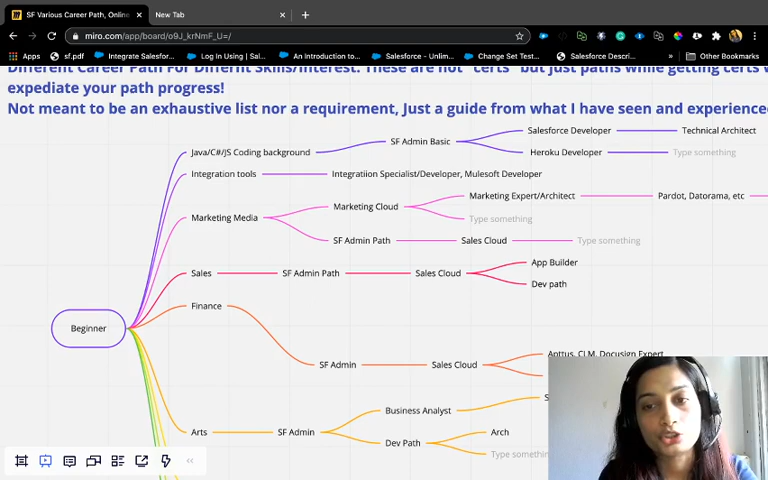 SF Various Career Path, Online
New Tab
miro.com/app/board/o9J_krNmF_U=/
Apps
sf.pdf
Integrate Salesfor...
Log In Using | Sal...
An Introduction to...
Salesforce - Unlim...
Change Set Test...
Salesforce Descri...
Other Bookmarks
Different Career Path For Differnt Skills/Interest. These are not "certs" but just paths while getting certs w
expediate your path progress!
Not meant to be an exhaustive list nor a requirement, Just a guide from what I have seen and experience
Salesforce Developer
Technical Architect
SF Admin Basic
Java/C#/JS Coding background
Heroku Developer
Type something
Integration tools
Integratiion Specialist/Developer, Mulesoft Developer
Marketing Expert/Architect
Pardot, Datorama, etc
Marketing Cloud
Marketing Media
Type something
SF Admin Path
Sales Cloud
Type something
App Builder
Sales
SF Admin Path
Sales Cloud
Dev path
Finance
Beginner
Apttus, CLM, Docusign Expert
SF Admin
Sales Cloud
Business Analyst
S
Arts
SF Admin
Arch
Dev Path
Type somethin